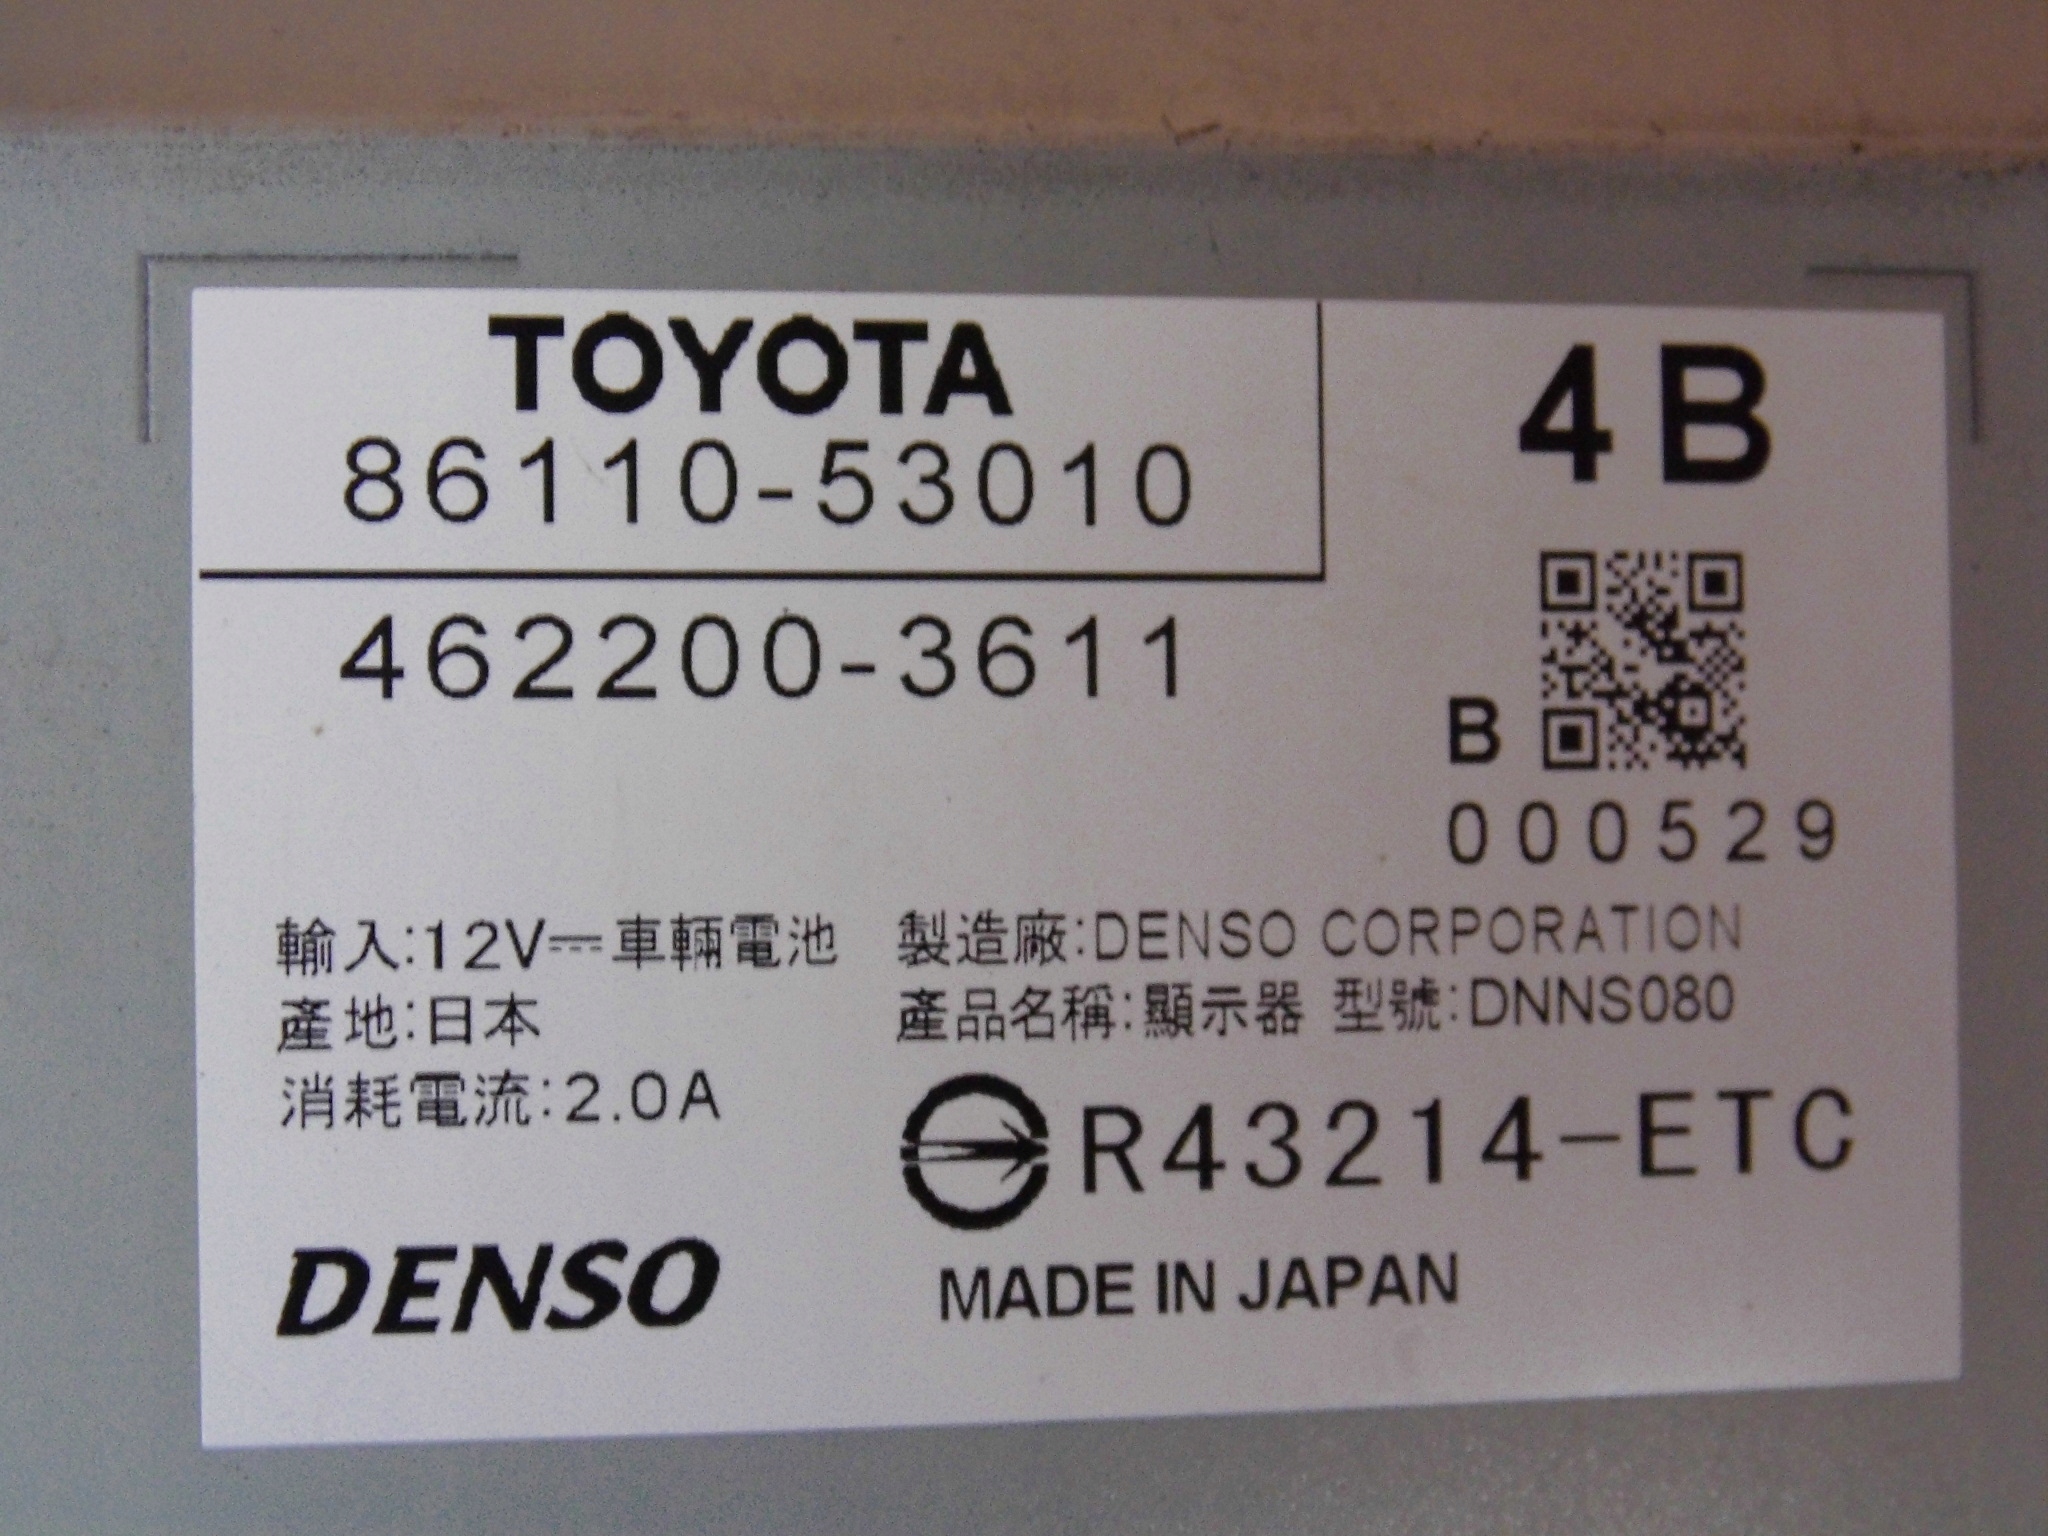 TOYOTA
86110-53010
4B
462200-3611
B
000529
輸入:12V⎓車輛電池
產地:日本
消耗電流:2.0A
製造廠:DENSO CORPORATION
產品名稱:顯示器 型號:DNNS080
R43214-ETC
DENSO
MADE IN JAPAN